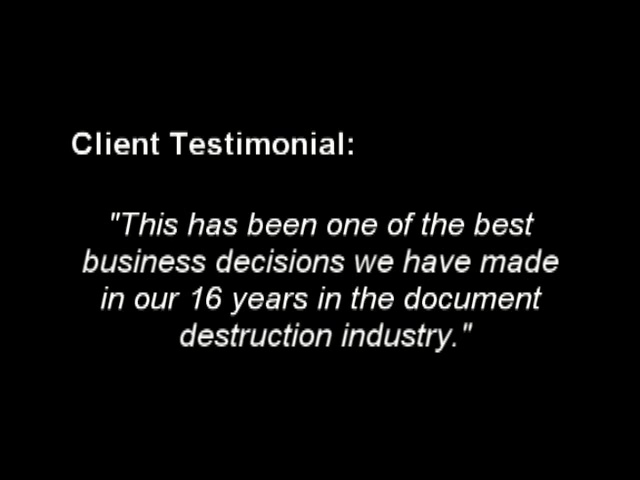 Client Testimonial:
"This has been one of the best
business decisions we have made
in our 16 years in the document
destruction industry."